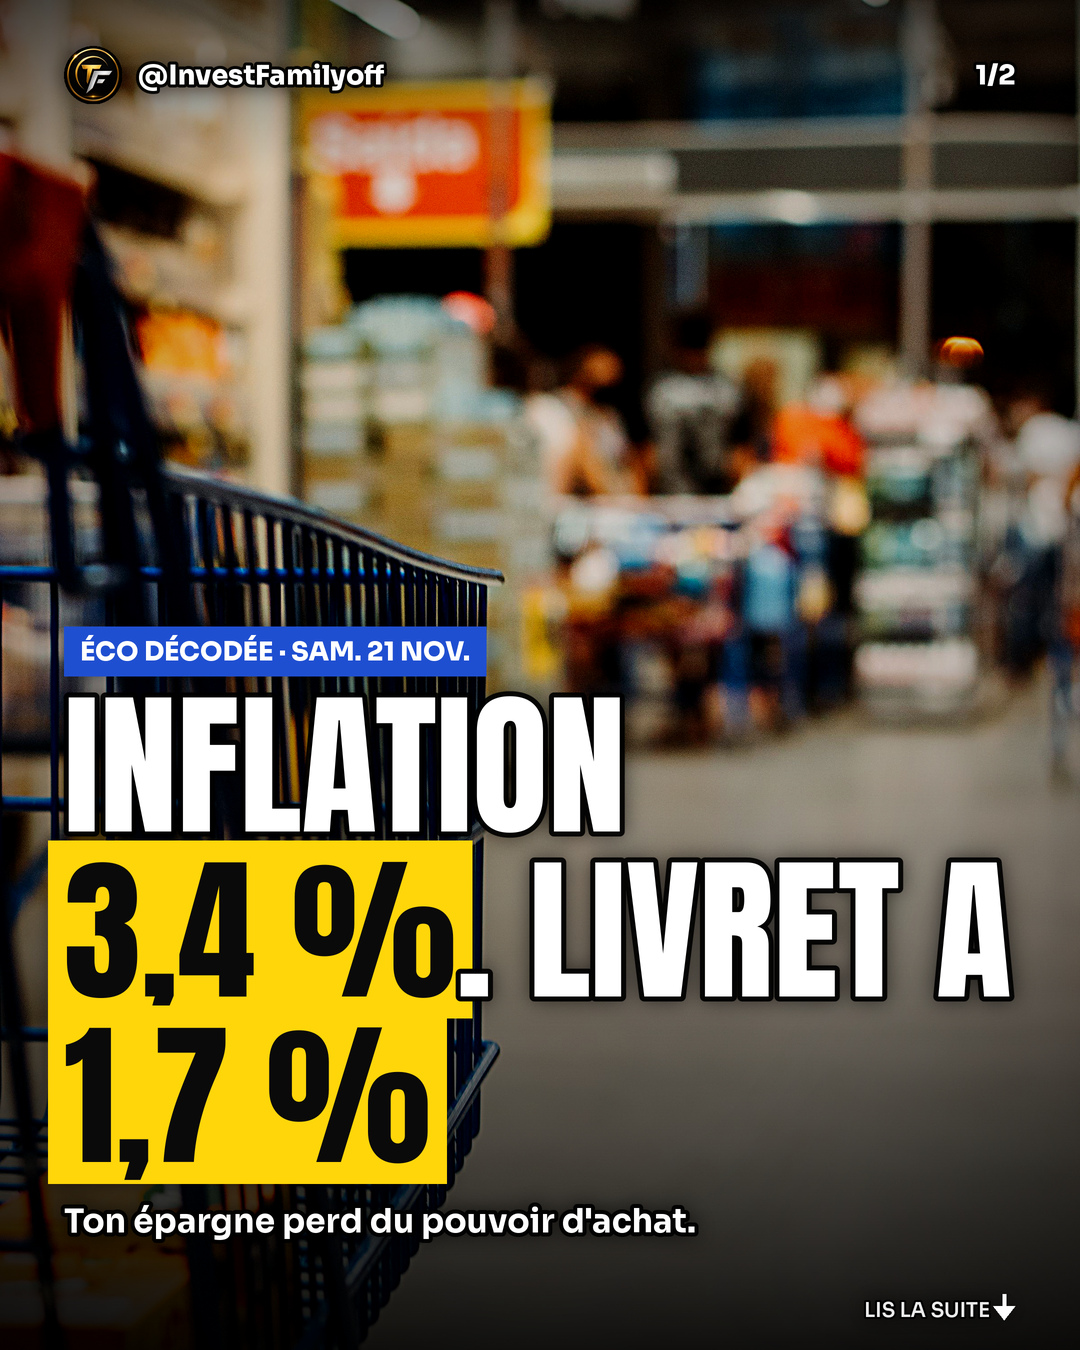 @InvestFamilyoff
1/2
ÉCO DÉCODÉE · SAM. 21 NOV.
INFLATION
3,4 %. LIVRET A
1,7 %
Ton épargne perd du pouvoir d'achat.
LIS LA SUITE